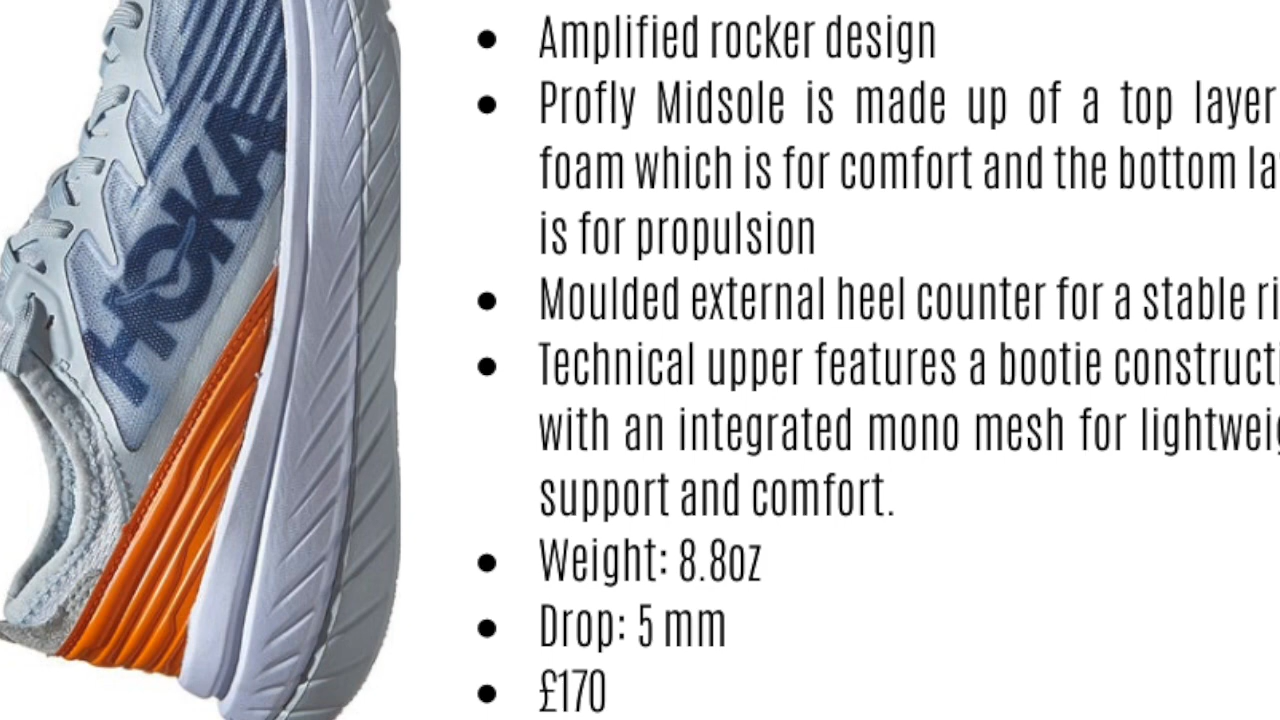 HOKA
Amplified rocker design
Profly Midsole is made up of a top layer
foam which is for comfort and the bottom
is for propulsion
Moulded external heel counter for a stable
Technical upper features a bootie
with an integrated mono mesh for
support and comfort.
Weight: 8.8oz
Drop: 5 mm
£170